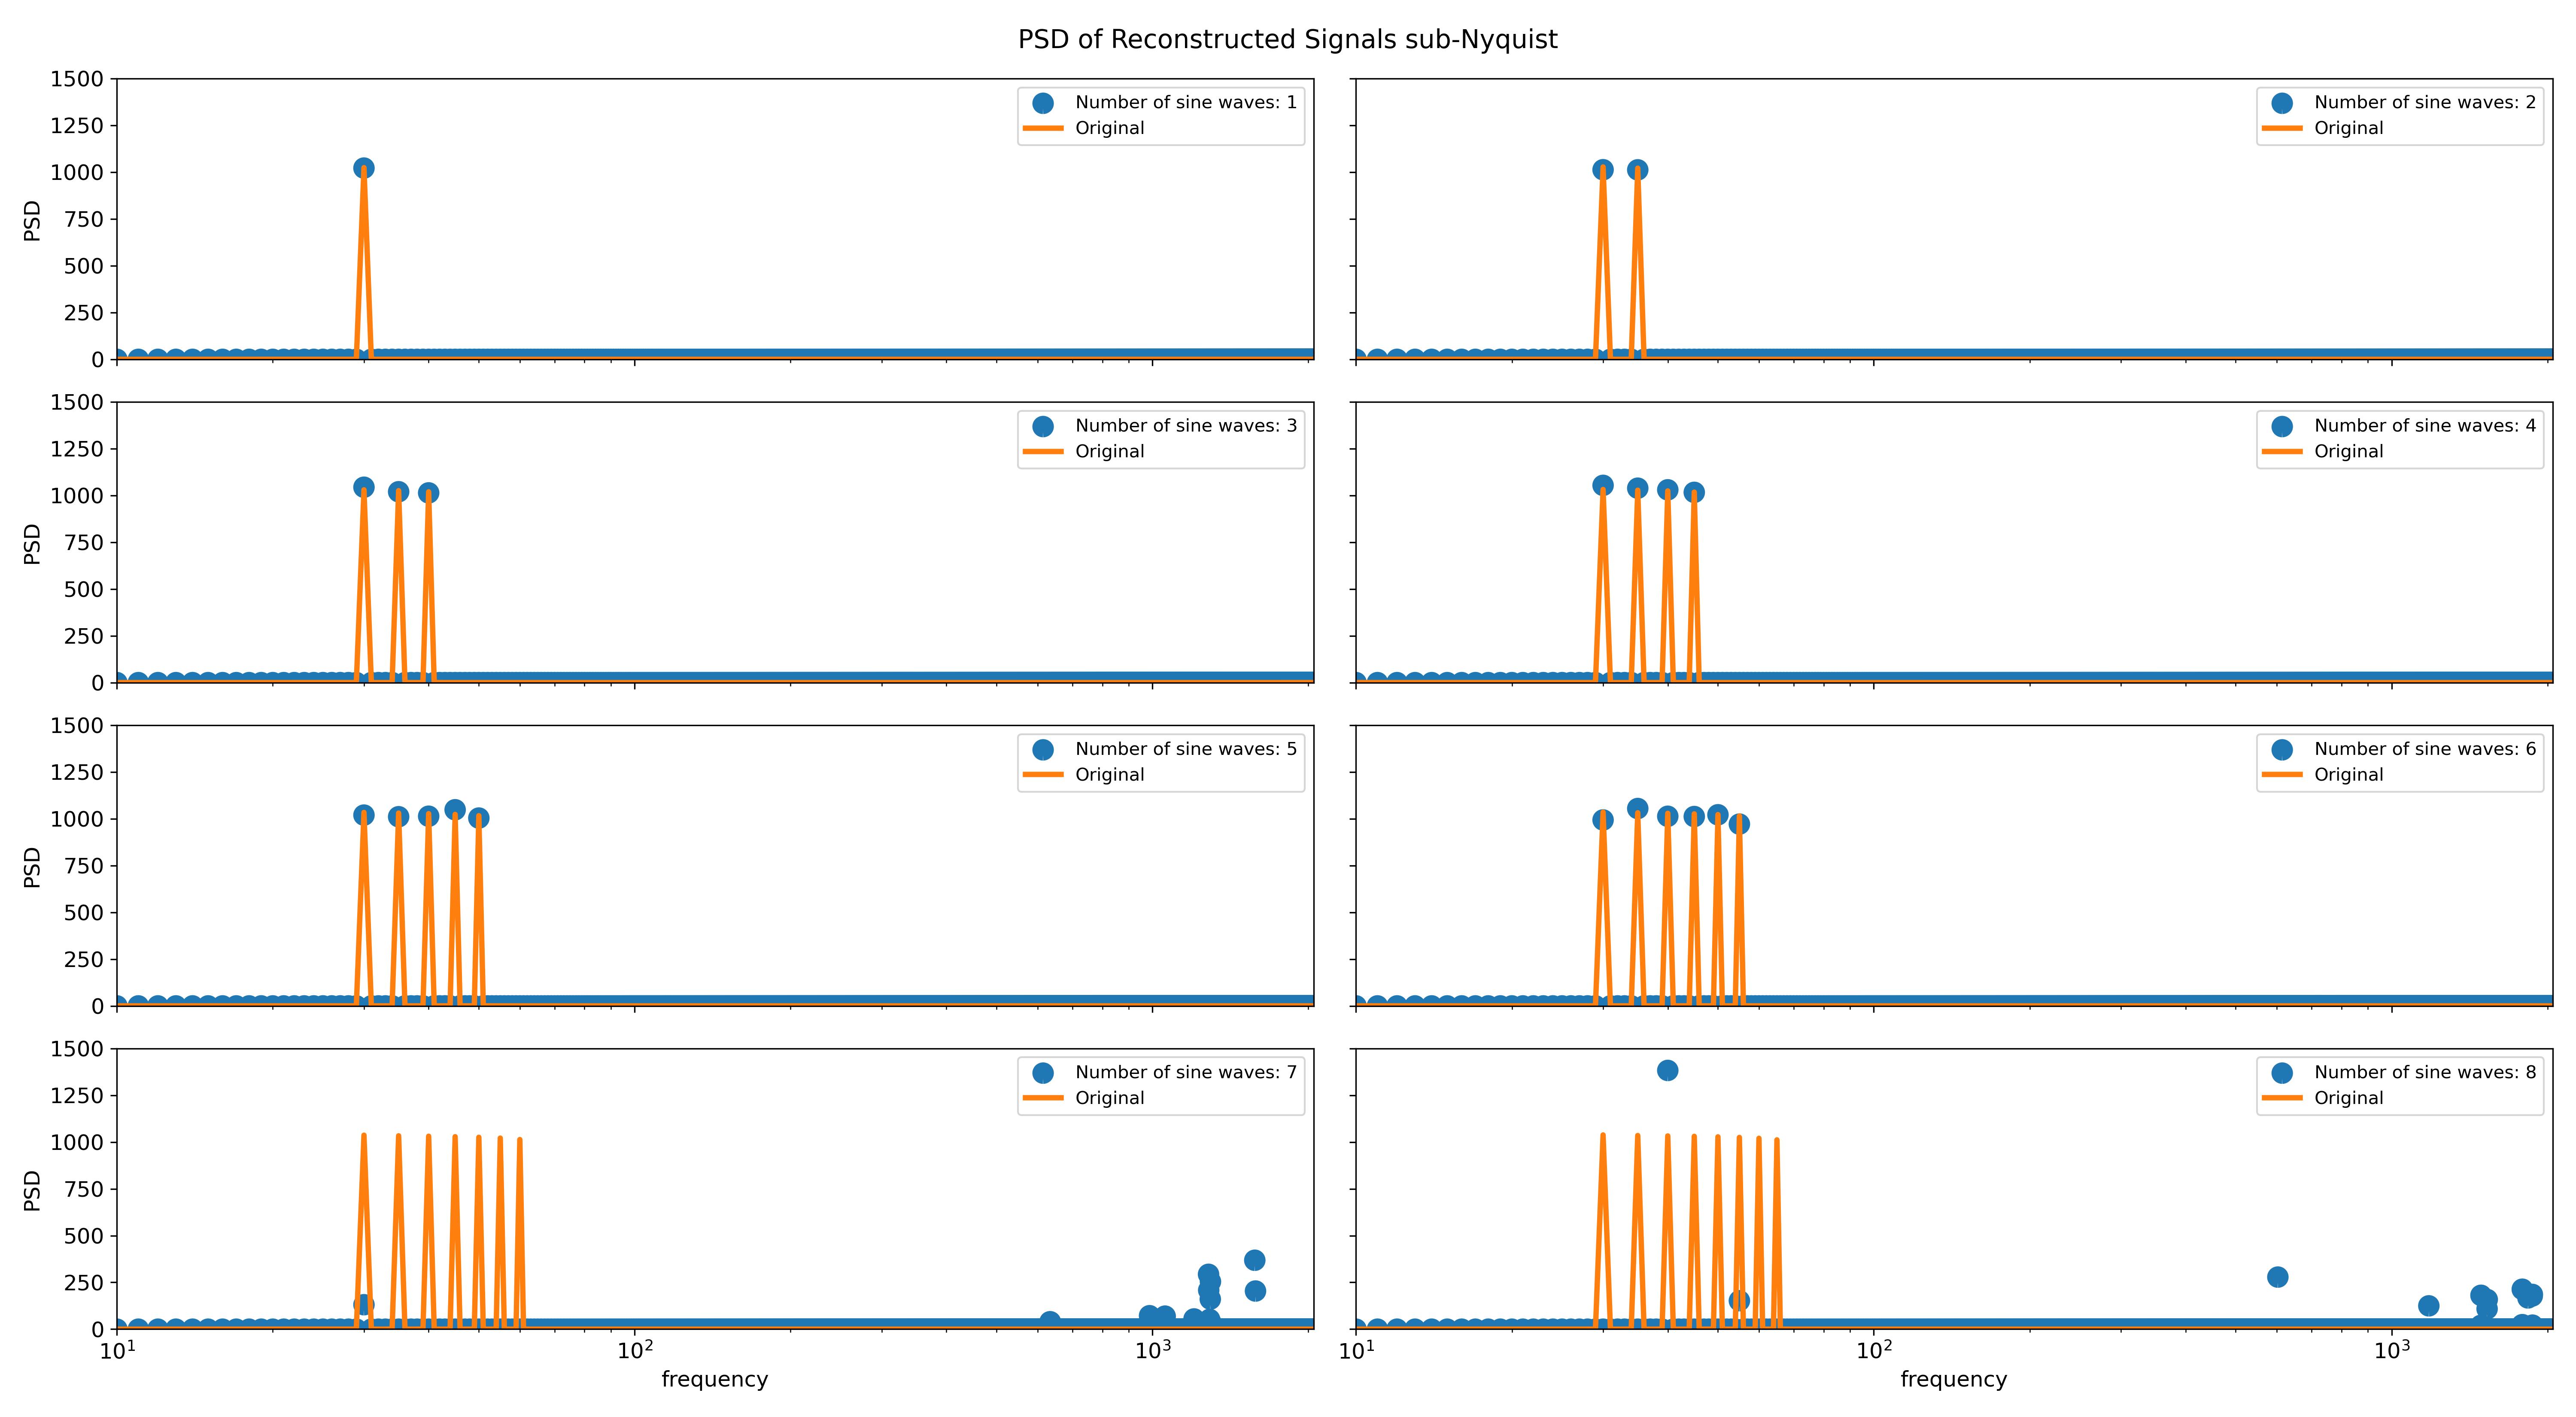 PSD of Reconstructed Signals sub-Nyquist
1500
1250
1000
750
500
250
0
PSD
Number of sine waves: 1
Original
Number of sine waves: 2
Original
1500
1250
1000
750
500
250
0
PSD
Number of sine waves: 3
Original
Number of sine waves: 4
Original
1500
1250
1000
750
500
250
0
PSD
Number of sine waves: 5
Original
Number of sine waves: 6
Original
1500
1250
1000
750
500
250
0
PSD
Number of sine waves: 7
Original
Number of sine waves: 8
Original
10¹ 10² 10³
frequency
10¹ 10² 10³
frequency